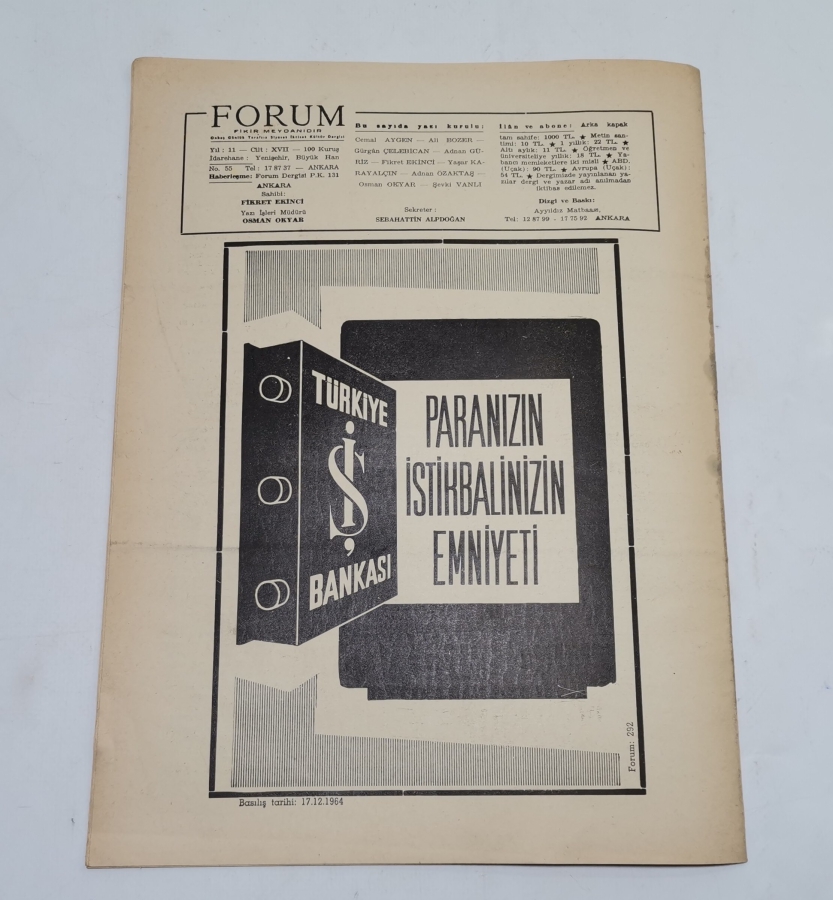 FORUM
FİKİR MEYDANIDIR
Yıl : 11 — Cilt : XVII — 100 Kuruş
İdarehane : Yenişehir, Büyük Han
No. 55 Tel : 17 87 37 — ANKARA
Haberleşme: Forum Dergisi P.K. 131
ANKARA
Sahibi:
FİKRET EKİNCİ
Yazı İşleri Müdürü
OSMAN OKYAR
Bu sayıda yazı kurulu:
Cemal AYGEN — Ali BOZER —
Gürgân ÇELEBİCAN — Adnan GÜ-
RİZ — Fikret EKİNCİ — Yaşar KA-
RAYALÇIN — Adnan ÖZAKTAŞ —
Osman OKYAR — Şevki VANLI
Sekreter :
SEBAHATTİN ALPDOĞAN
İlân ve abone: Arka kapak
tam sahife: 1000 TL. ★ Metin san-
timi: 10 TL. ★ 1 yıllık: 22 TL. ★
Altı aylık: 11 TL. ★ Öğretmen ve
üniversiteliye yıllık: 18 TL. ★ Ya-
bancı memleketlere iki misli ★ ABD.
(Uçak): 90 TL. ★ Avrupa (Uçak):
54 TL. ★ Dergimizde yayınlanan ya-
zılar dergi ve yazar adı anılmadan
iktibas edilemez.
Dizgi ve Baskı:
Ayyıldız Matbaası,
Tel: 12 87 99 - 17 75 92 ANKARA
TÜRKİYE
İŞ
BANKASI
PARANIZIN
İSTİKBALİNİZİN
EMNİYETİ
Forum: 292
Basılış tarihi: 17.12.1964